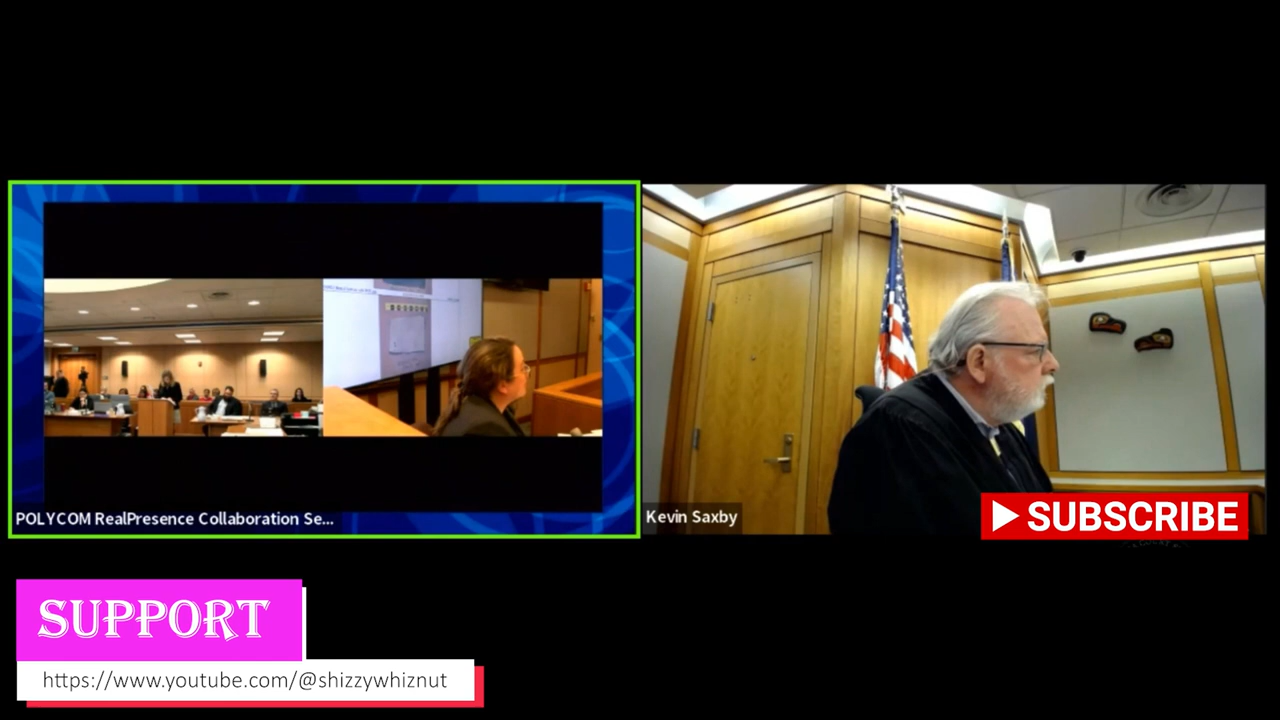 POLYCOM RealPresence Collaboration Se...
Kevin Saxby
SUBSCRIBE
SUPPORT
https://www.youtube.com/@shizzywhiznut